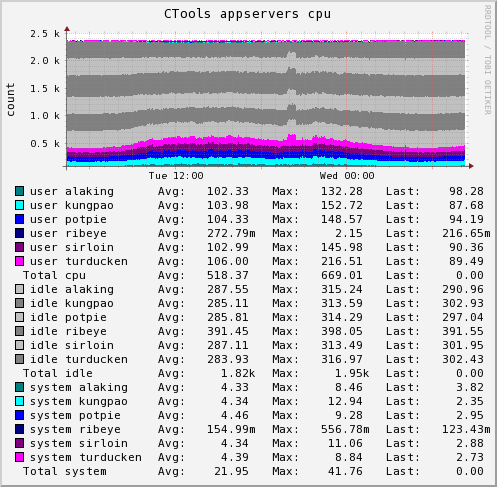 CTools appservers cpu
RRDTOOL / TOBI OETIKER
count
2.5 k
2.0 k
1.5 k
1.0 k
0.5 k
Tue 12:00 Wed 00:00
user alaking Avg: 102.33 Max: 132.28 Last: 98.28
user kungpao Avg: 103.98 Max: 152.72 Last: 87.68
user potpie Avg: 104.33 Max: 148.57 Last: 94.19
user ribeye Avg: 272.79m Max: 2.15 Last: 216.65m
user sirloin Avg: 102.99 Max: 145.98 Last: 90.36
user turducken Avg: 106.00 Max: 216.51 Last: 89.49
Total cpu Avg: 518.37 Max: 669.01 Last: 0.00
idle alaking Avg: 287.55 Max: 315.24 Last: 290.96
idle kungpao Avg: 285.11 Max: 313.59 Last: 302.93
idle potpie Avg: 285.81 Max: 314.29 Last: 297.04
idle ribeye Avg: 391.45 Max: 398.05 Last: 391.55
idle sirloin Avg: 287.11 Max: 313.49 Last: 301.95
idle turducken Avg: 283.93 Max: 316.97 Last: 302.43
Total idle Avg: 1.82k Max: 1.95k Last: 0.00
system alaking Avg: 4.33 Max: 8.46 Last: 3.82
system kungpao Avg: 4.34 Max: 12.94 Last: 2.35
system potpie Avg: 4.46 Max: 9.28 Last: 2.95
system ribeye Avg: 154.99m Max: 556.78m Last: 123.43m
system sirloin Avg: 4.34 Max: 11.06 Last: 2.88
system turducken Avg: 4.39 Max: 8.84 Last: 2.73
Total system Avg: 21.95 Max: 41.76 Last: 0.00